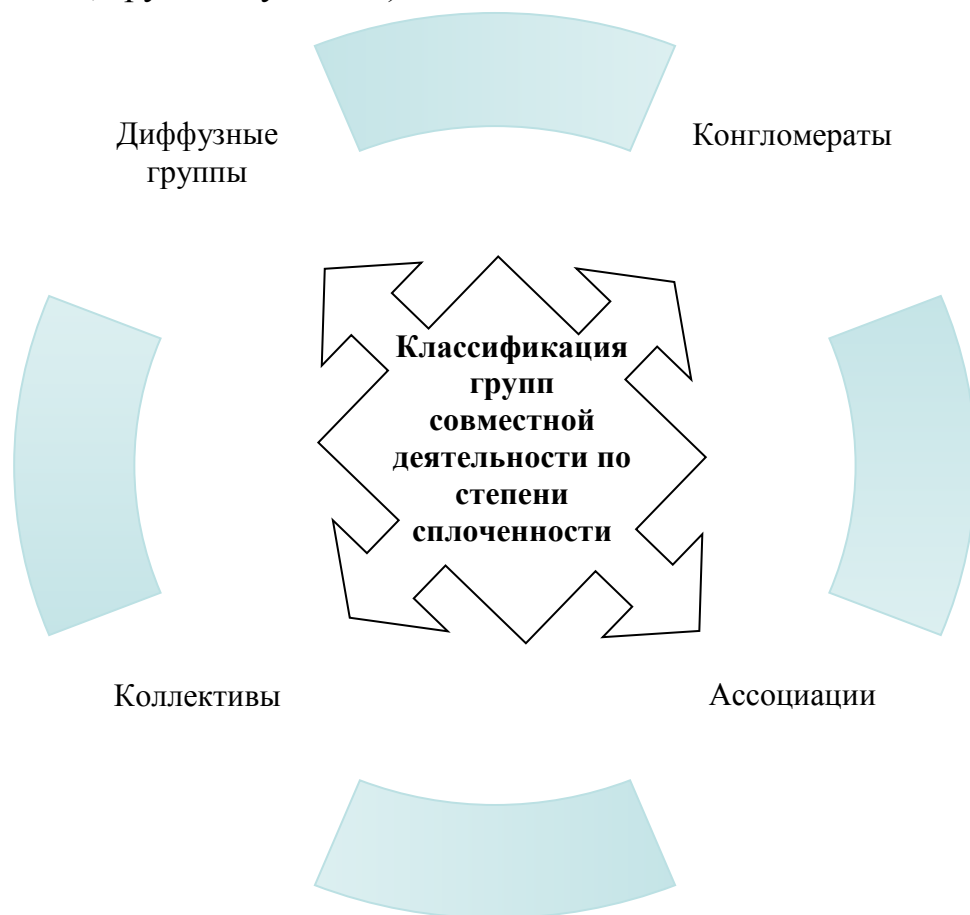 Диффузные
группы
Конгломераты
Классификация
групп
совместной
деятельности по
степени
сплоченности
Коллективы
Ассоциации